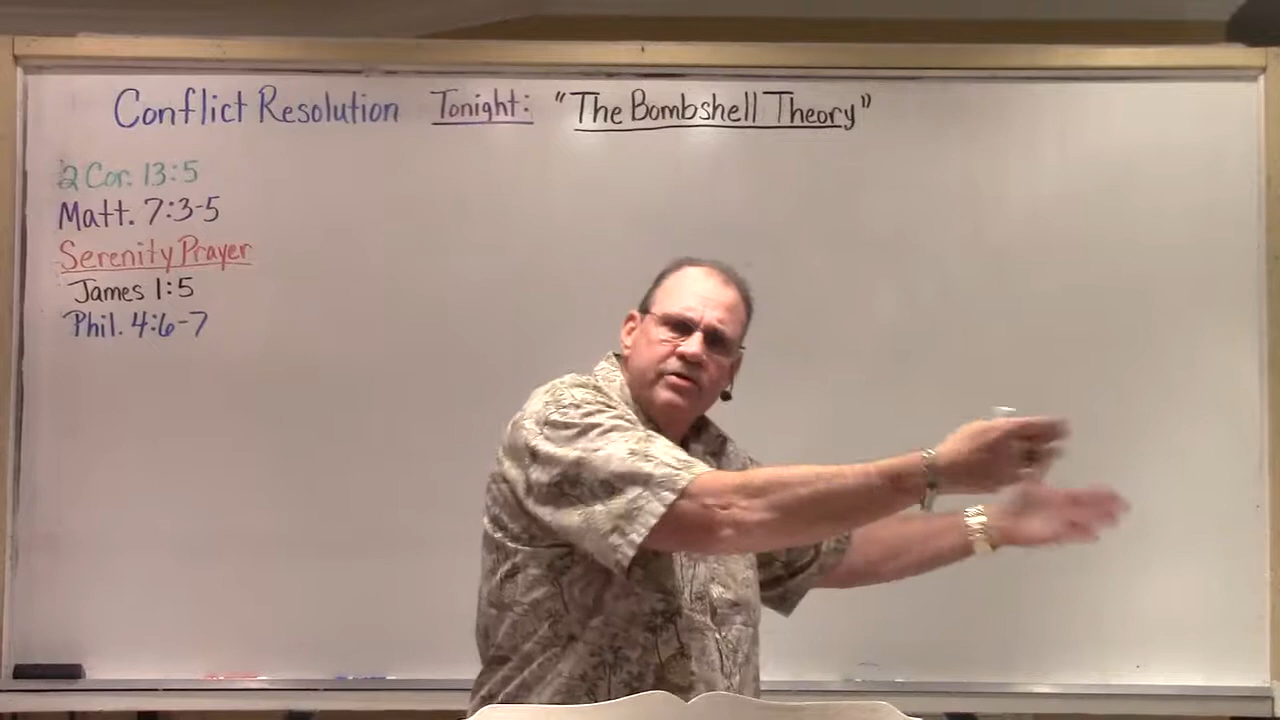 Conflict Resolution Tonight: "The Bombshell Theory"
2 Cor. 13:5
Matt. 7:3-5
Serenity Prayer
James 1:5
Phil. 4:6-7